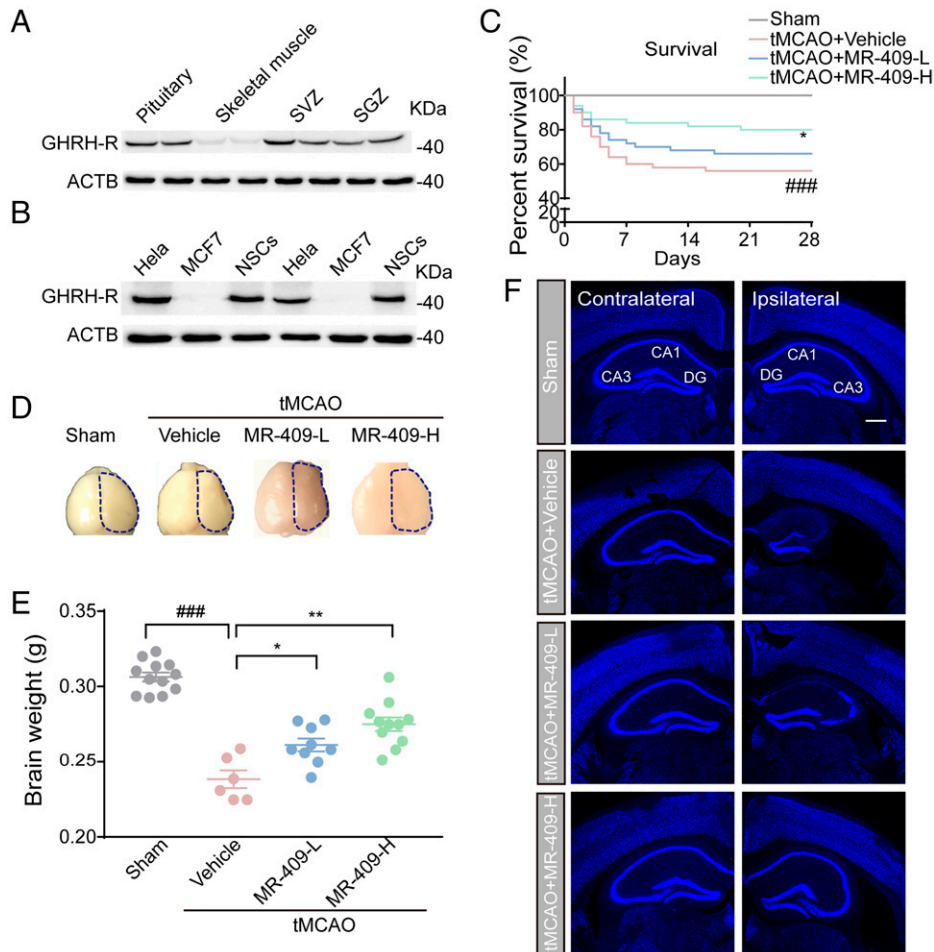 A
Pituitary
Skeletal muscle
SVZ
SGZ
KDa
GHRH-R
-40
ACTB
-40
B
Hela
MCF7
NSCs
Hela
MCF7
NSCs
KDa
GHRH-R
-40
ACTB
-40
C
Sham
tMCAO+Vehicle
tMCAO+MR-409-L
tMCAO+MR-409-H
Survival
Percent survival (%)
100
80
60
40
20
0
*
###
0 7 14 21 28
Days
D
tMCAO
Sham Vehicle MR-409-L MR-409-H
E
Brain weight (g)
0.35
0.30
0.25
0.20
###
**
*
Sham
Vehicle
MR-409-L
MR-409-H
tMCAO
F
Contralateral
Ipsilateral
Sham
CA1
CA3
DG
CA1
DG
CA3
tMCAO+Vehicle
tMCAO+MR-409-L
tMCAO+MR-409-H